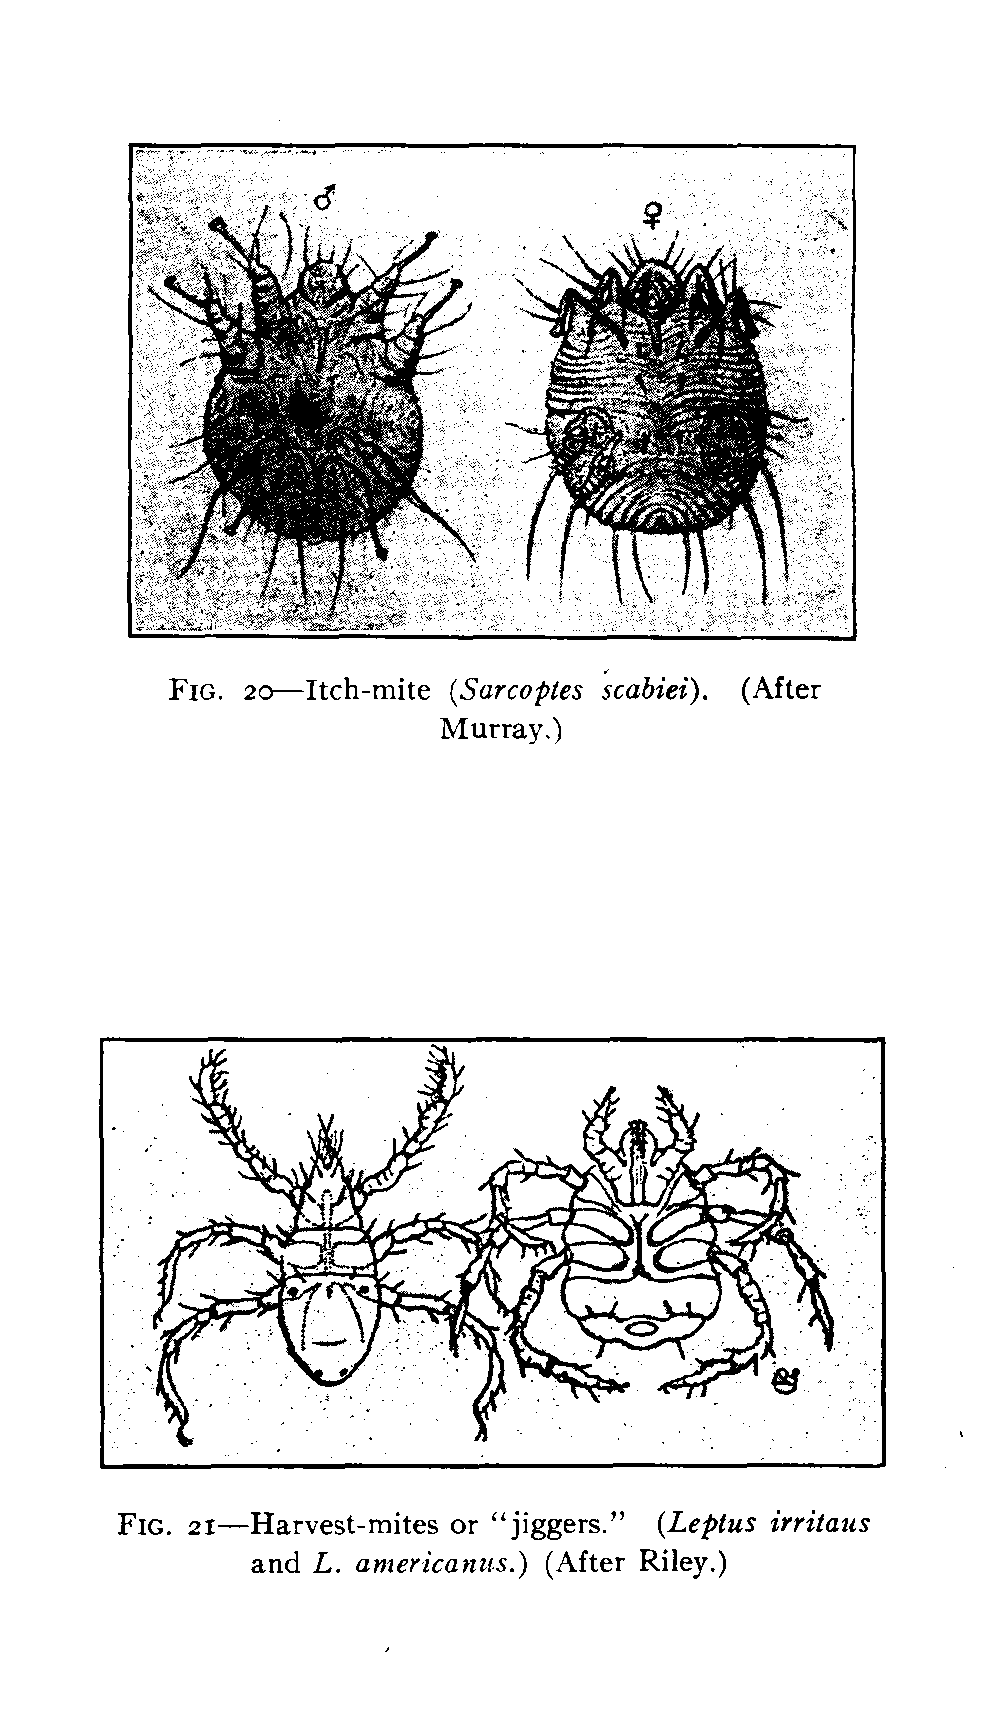 ♂
♀
FIG. 20—Itch-mite (Sarcoptes scabiei). (After
Murray.)
FIG. 21—Harvest-mites or “jiggers.” (Leptus irritaus
and L. americanus.) (After Riley.)